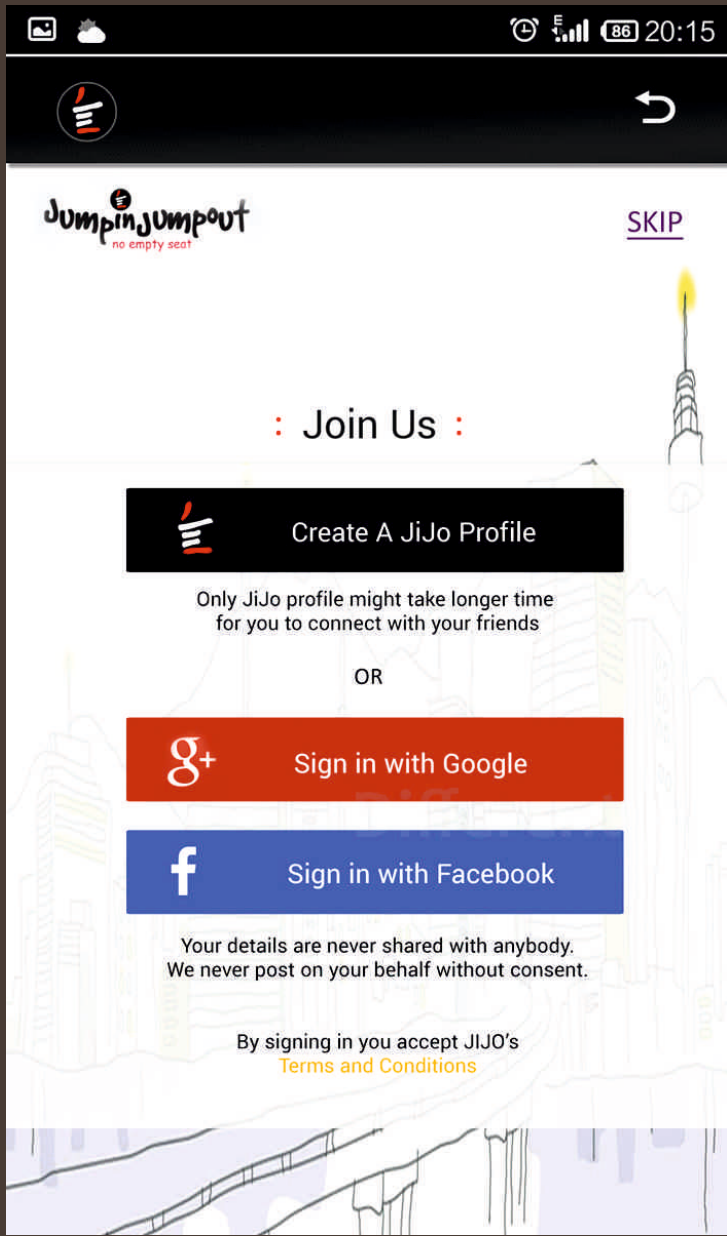 E 86 20:15
Jumpinjumpout
no empty seat
SKIP
: Join Us :
Create A JiJo Profile
Only JiJo profile might take longer time
for you to connect with your friends
OR
g+ Sign in with Google
Different
f Sign in with Facebook
Your details are never shared with anybody.
We never post on your behalf without consent.
By signing in you accept JIJO’s
Terms and Conditions